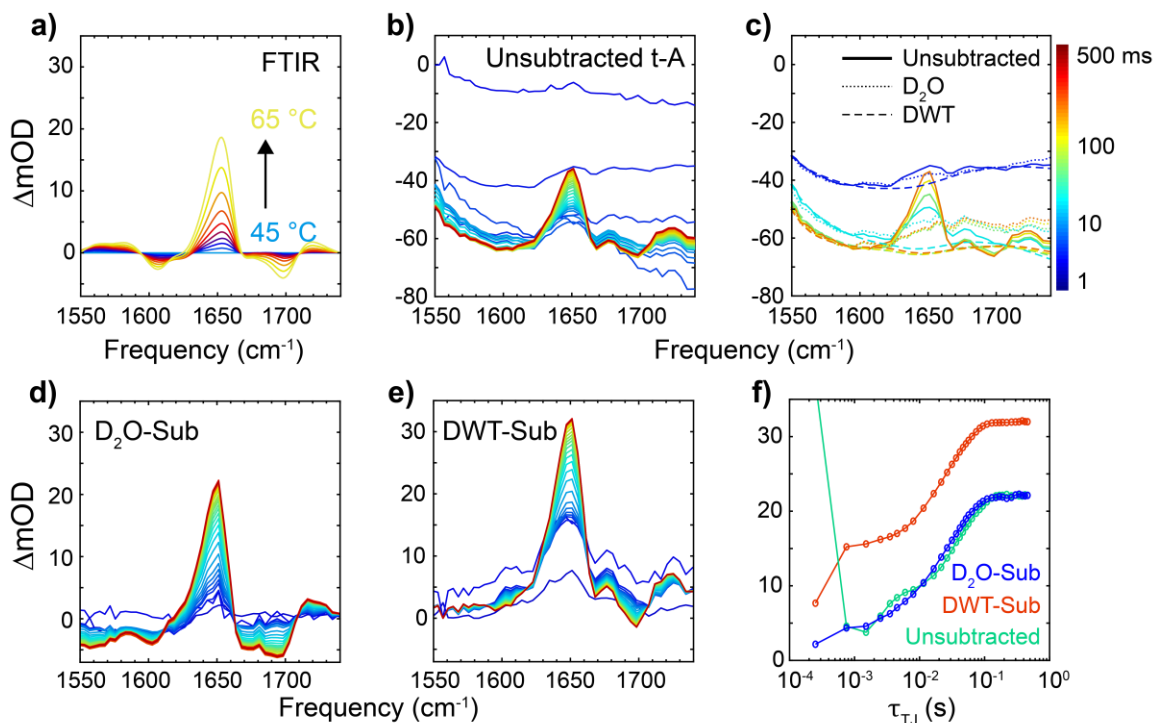 a)
FTIR
65 °C
45 °C
30
20
10
0
ΔmOD
1550 1600 1650 1700
Frequency (cm⁻¹)
b)
Unsubtracted t-A
0
-20
-40
-60
-80
1550 1600 1650 1700
c)
Unsubtracted
D₂O
DWT
0
-20
-40
-60
-80
1550 1600 1650 1700
Frequency (cm⁻¹)
500 ms
100
10
1
d)
D₂O-Sub
30
20
10
0
ΔmOD
1550 1600 1650 1700
e)
DWT-Sub
30
20
10
0
1550 1600 1650 1700
Frequency (cm⁻¹)
f)
30
20
10
0
D₂O-Sub
DWT-Sub
Unsubtracted
10⁻⁴ 10⁻³ 10⁻² 10⁻¹ 10⁰
τTJ (s)